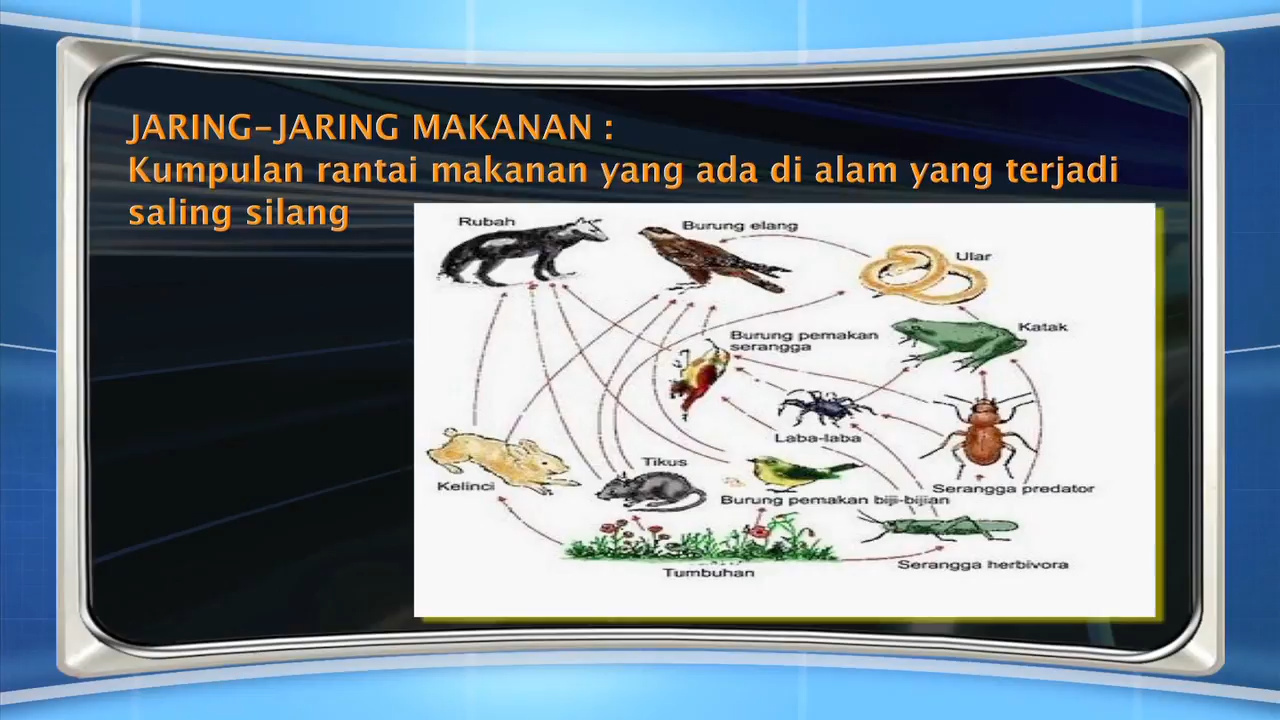 JARING-JARING MAKANAN :
Kumpulan rantai makanan yang ada di alam yang terjadi
saling silang
Rubah
Burung elang
Ular
Katak
Burung pemakan
serangga
Laba-laba
Tikus
Kelinci
Serangga predator
Burung pemakan biji-bijian
Serangga herbivora
Tumbuhan